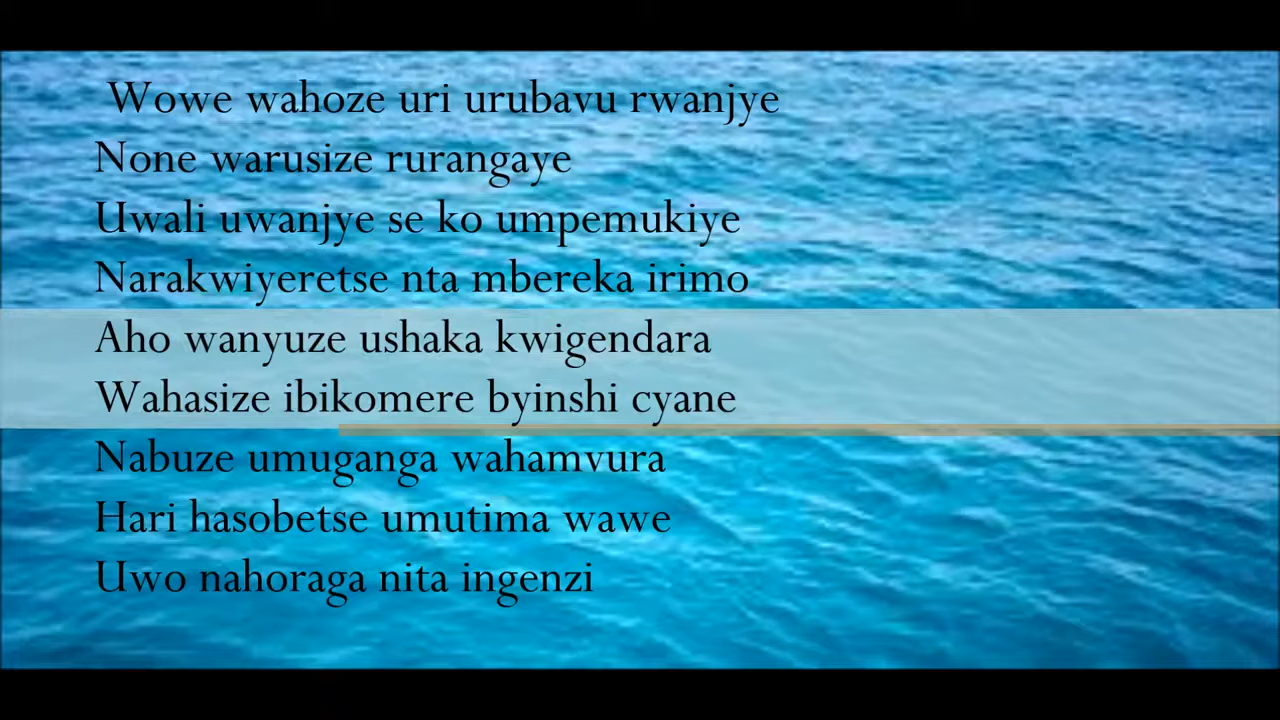 Wowe wahoze uri urubavu rwanjye
None warusize rurangaye
Uwali uwanjye se ko umpemukiye
Narakwiyeretse nta mbereka irimo
Aho wanyuze ushaka kwigendara
Wahasize ibikomere byinshi cyane
Nabuze umuganga wahamvura
Hari hasobetse umutima wawe
Uwo nahoraga nita ingenzi